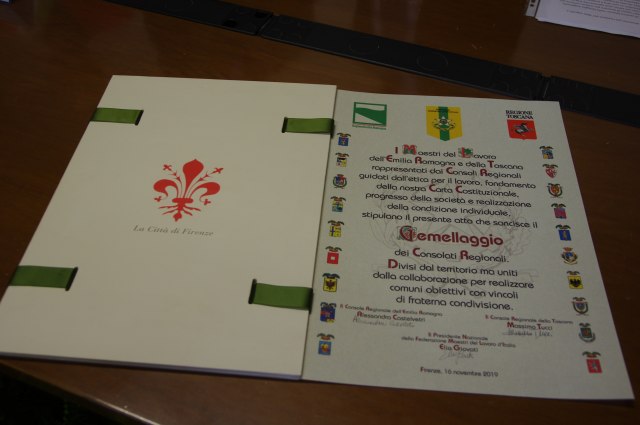 La Città di Firenze
REGIONE
TOSCANA
I Maestri del Lavoro
dell'Emilia Romagna e della Toscana
rappresentati dai Consoli Regionali
guidati dall'etica per il lavoro, fondamento
della nostra Carta Costituzionale,
progresso della società e realizzazione
della condizione individuale,
stipulano il presente atto che sancisce il
Gemellaggio
dei Consolati Regionali.
Divisi dal territorio ma uniti
dalla collaborazione per realizzare
comuni obiettivi con vincoli
di fraterna condivisione.
Il Console Regionale dell'Emilia Romagna
Alessandra Castelvetri
Il Console Regionale della Toscana
Massimo Tucci
Il Presidente Nazionale
della Federazione Maestri del Lavoro d'Italia
Elio Giovati
Firenze, 16 novembre 2019